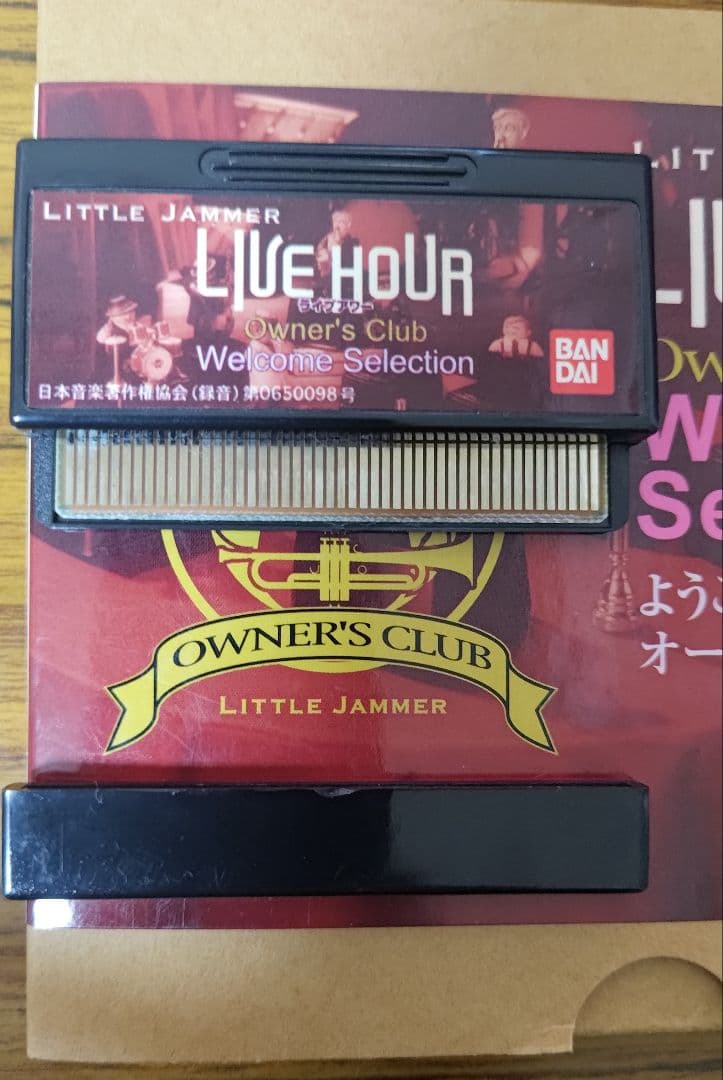 LITTLE JAMMER
LIVE HOUR
ライブアワー
Owner's Club
Welcome Selection
BAN
DAI
日本音楽著作権協会(録音)第0650098号
LIT
LIV
Ow
W
Se
ようこ
オー
OWNER'S CLUB
LITTLE JAMMER